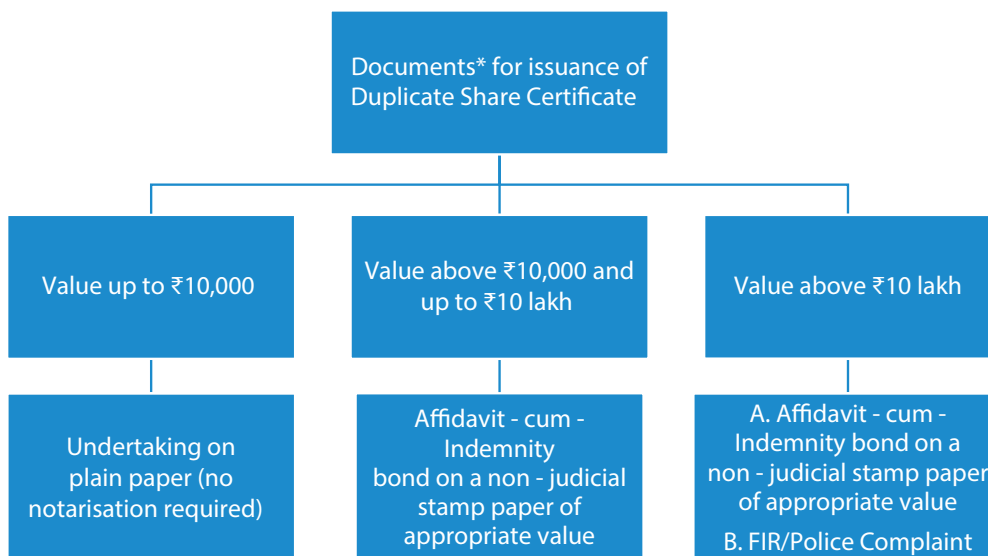 Documents* for issuance of
Duplicate Share Certificate
Value up to ₹10,000
Value above ₹10,000 and
up to ₹10 lakh
Value above ₹10 lakh
Undertaking on
plain paper (no
notarisation required)
Affidavit - cum -
Indemnity
bond on a non - judicial
stamp paper of
appropriate value
A. Affidavit - cum -
Indemnity bond on a
non - judicial stamp paper
of appropriate value
B. FIR/Police Complaint